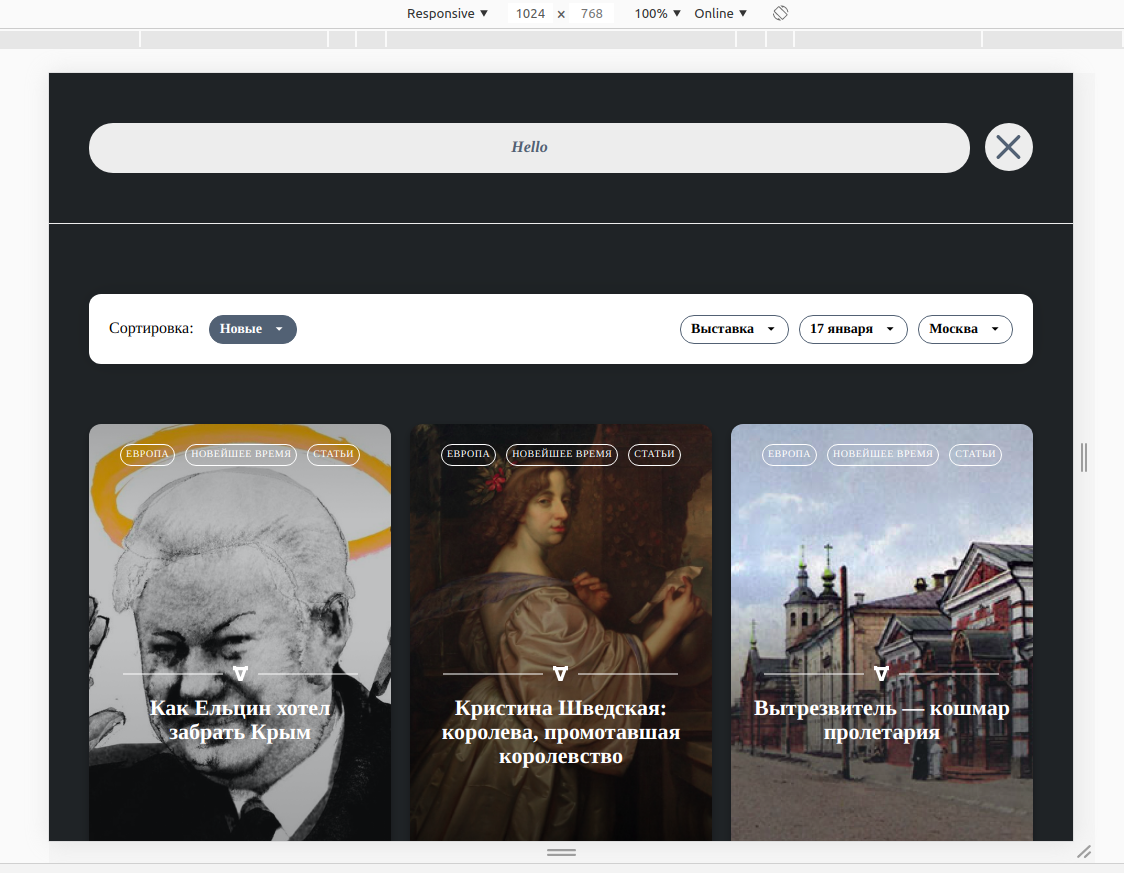 Responsive ▼ 1024 × 768 100% ▼ Online ▼
Hello
Сортировка: Новые Выставка 17 января Москва
ЕВРОПА НОВЕЙШЕЕ ВРЕМЯ СТАТЬИ
Как Ельцин хотел
забрать Крым
ЕВРОПА НОВЕЙШЕЕ ВРЕМЯ СТАТЬИ
Кристина Шведская:
королева, промотавшая
королевство
ЕВРОПА НОВЕЙШЕЕ ВРЕМЯ СТАТЬИ
Вытрезвитель — кошмар
пролетария